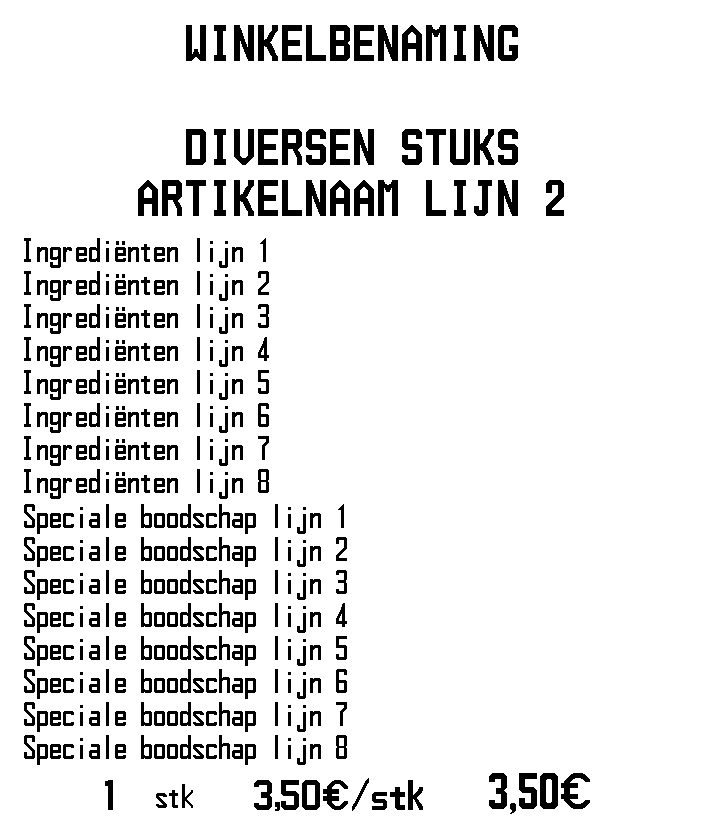 WINKELBENAMING
DIVERSEN STUKS
ARTIKELNAAM LIJN 2
Ingrediënten lijn 1
Ingrediënten lijn 2
Ingrediënten lijn 3
Ingrediënten lijn 4
Ingrediënten lijn 5
Ingrediënten lijn 6
Ingrediënten lijn 7
Ingrediënten lijn 8
Speciale boodschap lijn 1
Speciale boodschap lijn 2
Speciale boodschap lijn 3
Speciale boodschap lijn 4
Speciale boodschap lijn 5
Speciale boodschap lijn 6
Speciale boodschap lijn 7
Speciale boodschap lijn 8
1 stk 3,50€/stk 3,50€